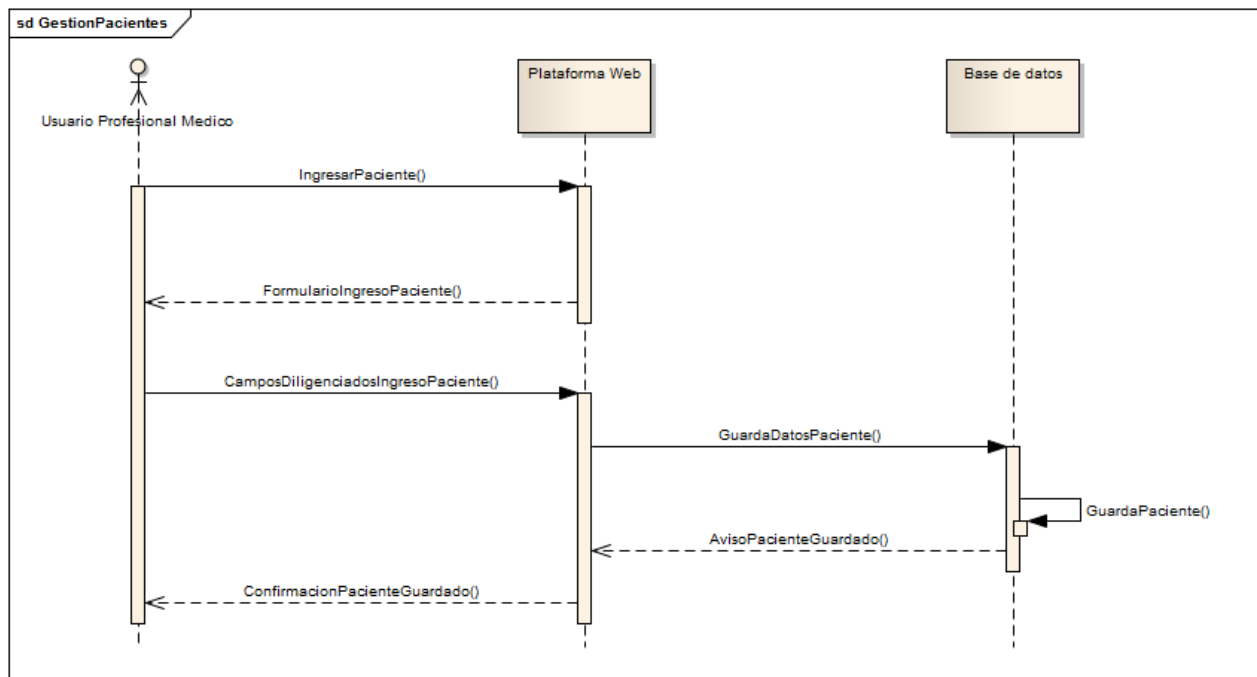 sd GestionPacientes
Plataforma Web
Base de datos
Usuario Profesional Medico
IngresarPaciente()
FormularioIngresoPaciente()
CamposDiligenciadosIngresoPaciente()
GuardaDatosPaciente()
GuardaPaciente()
AvisoPacienteGuardado()
ConfirmacionPacienteGuardado()